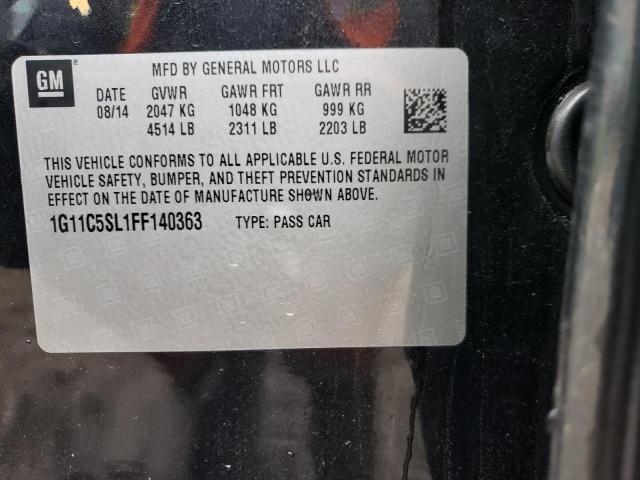 GM
MFD BY GENERAL MOTORS LLC
DATE GVWR GAWR FRT GAWR RR
08/14 2047 KG 1048 KG 999 KG
4514 LB 2311 LB 2203 LB
THIS VEHICLE CONFORMS TO ALL APPLICABLE U.S. FEDERAL MOTOR
VEHICLE SAFETY, BUMPER, AND THEFT PREVENTION STANDARDS IN
EFFECT ON THE DATE OF MANUFACTURE SHOWN ABOVE.
1G11C5SL1FF140363 TYPE: PASS CAR